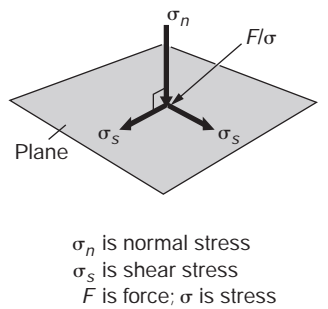 σn
F/σ
σs
σs
Plane
σn is normal stress
σs is shear stress
F is force; σ is stress